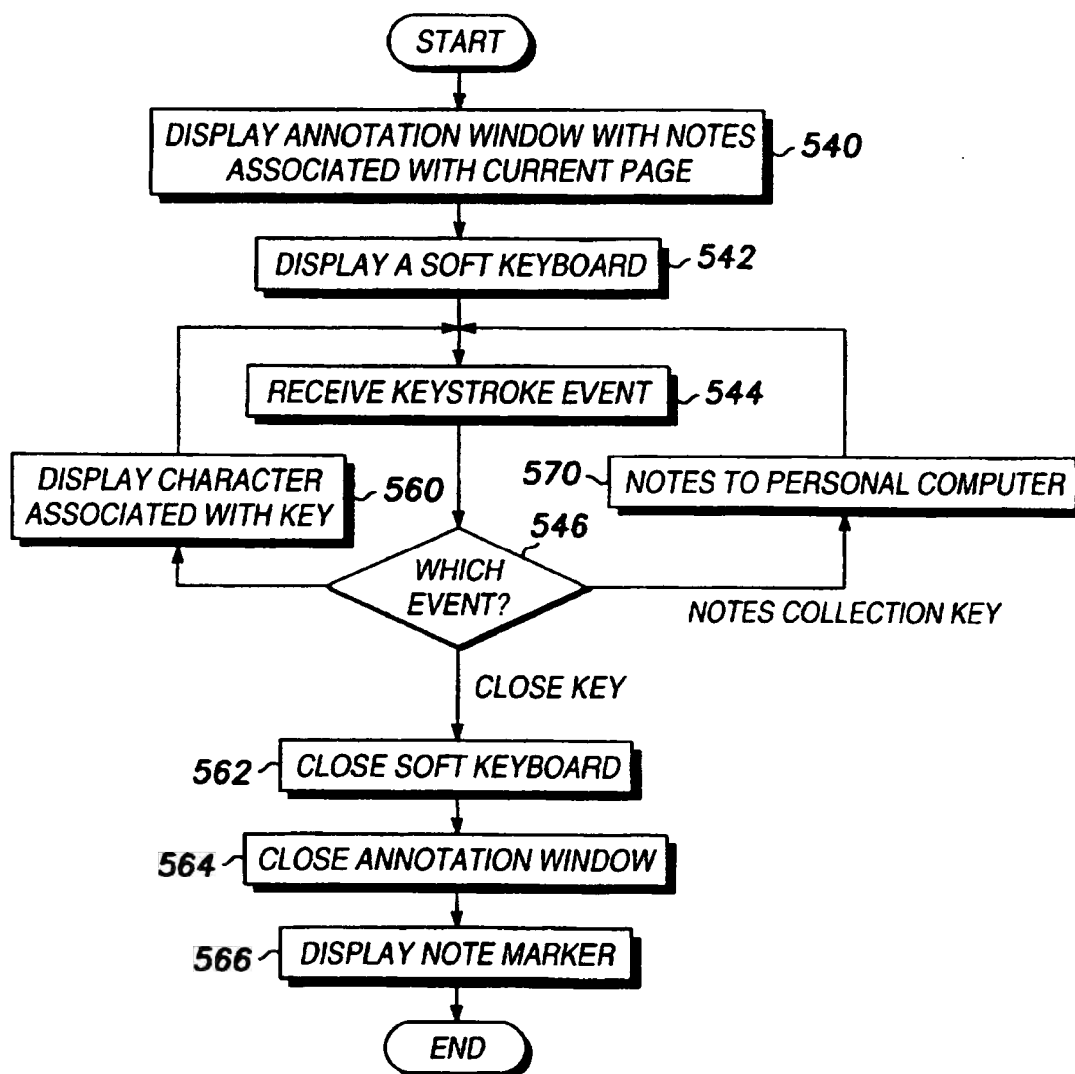 START
DISPLAY ANNOTATION WINDOW WITH NOTES
ASSOCIATED WITH CURRENT PAGE
540
DISPLAY A SOFT KEYBOARD
542
RECEIVE KEYSTROKE EVENT
544
DISPLAY CHARACTER
ASSOCIATED WITH KEY
560
570
NOTES TO PERSONAL COMPUTER
546
WHICH
EVENT?
NOTES COLLECTION KEY
CLOSE KEY
562
CLOSE SOFT KEYBOARD
564
CLOSE ANNOTATION WINDOW
566
DISPLAY NOTE MARKER
END